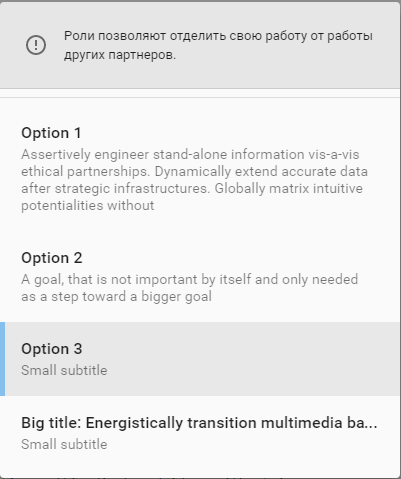 Роли позволяют отделить свою работу от работы
других партнеров.
Option 1
Assertively engineer stand-alone information vis-a-vis
ethical partnerships. Dynamically extend accurate data
after strategic infrastructures. Globally matrix intuitive
potentialities without
Option 2
A goal, that is not important by itself and only needed
as a step toward a bigger goal
Option 3
Small subtitle
Big title: Energistically transition multimedia ba...
Small subtitle